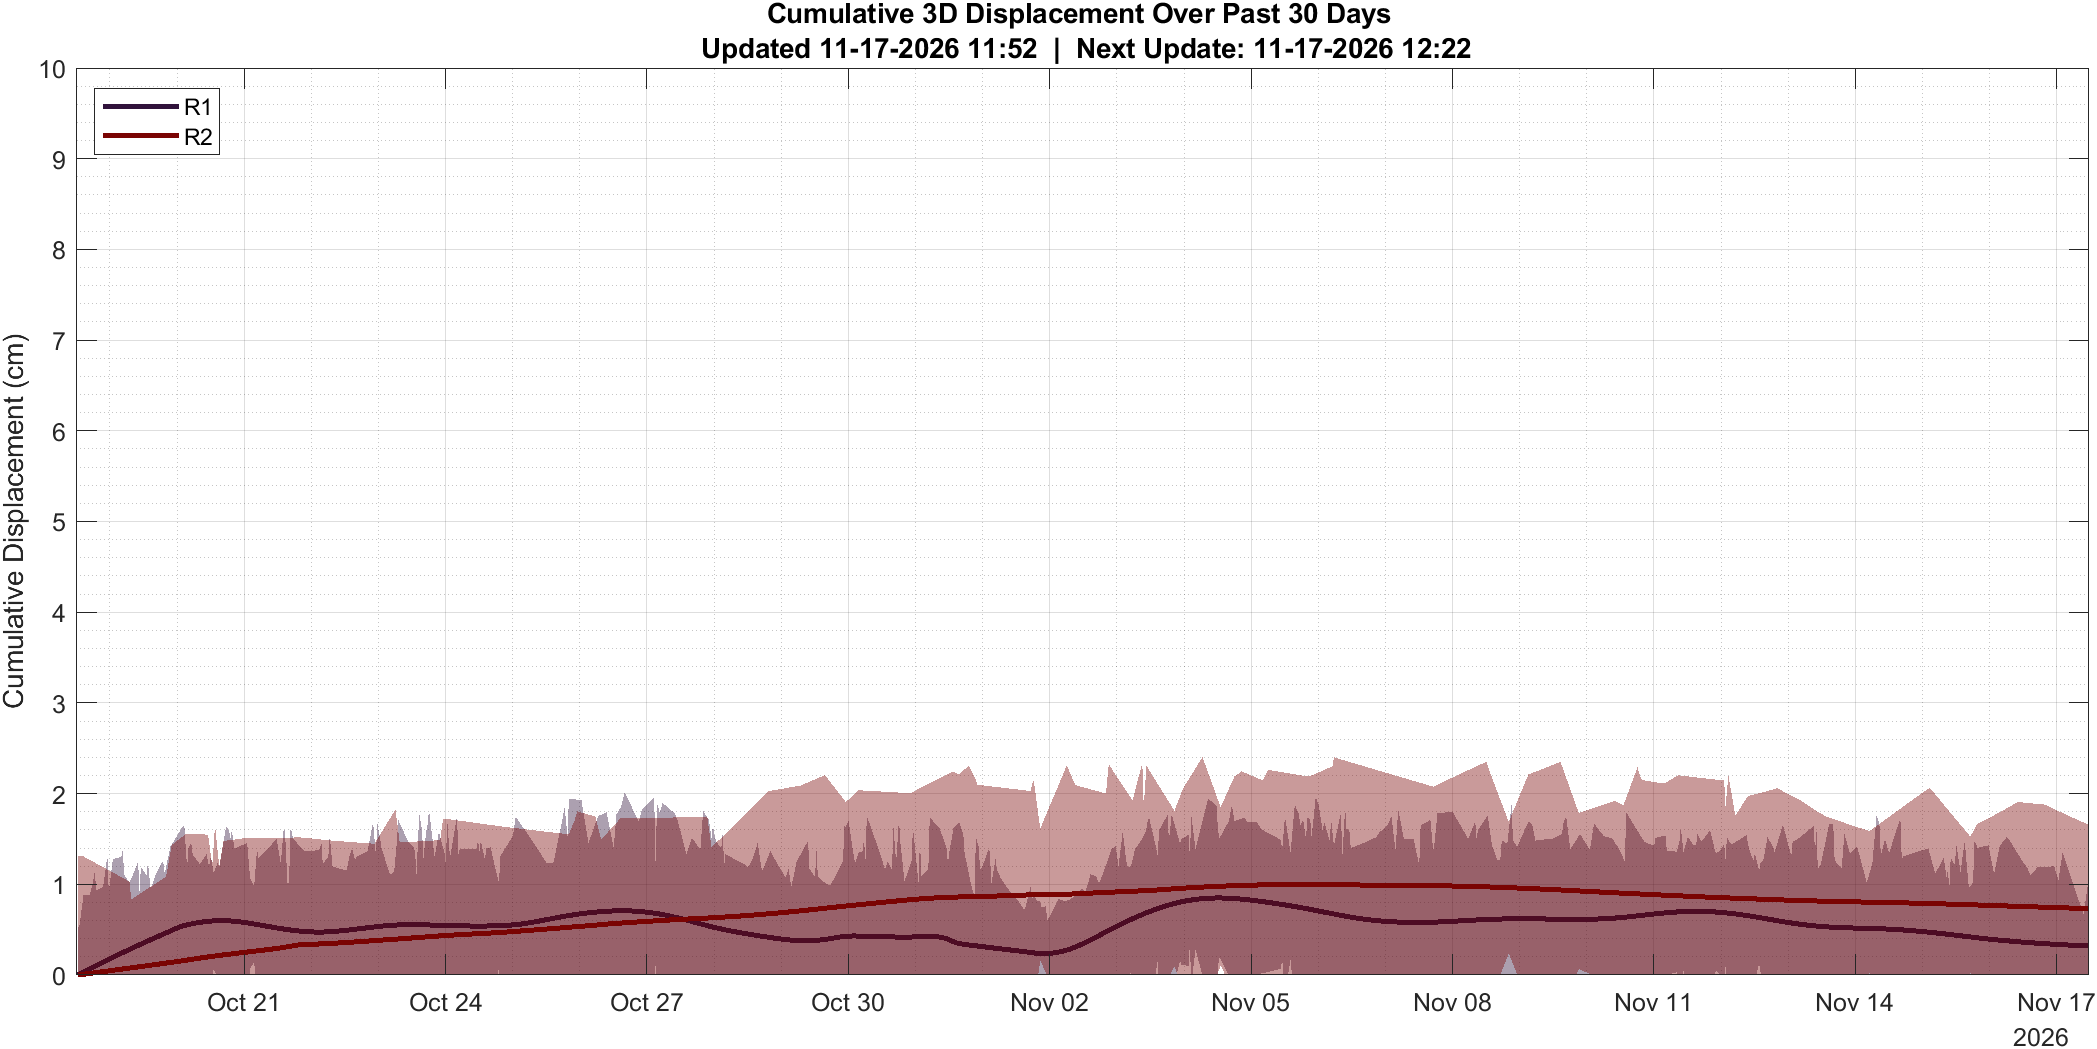 Cumulative 3D Displacement Over Past 30 Days
Updated 11-17-2026 11:52 | Next Update: 11-17-2026 12:22
R1
R2
Cumulative Displacement (cm)
10
9
8
7
6
5
4
3
2
1
0
Oct 21 Oct 24 Oct 27 Oct 30 Nov 02 Nov 05 Nov 08 Nov 11 Nov 14 Nov 17
2026